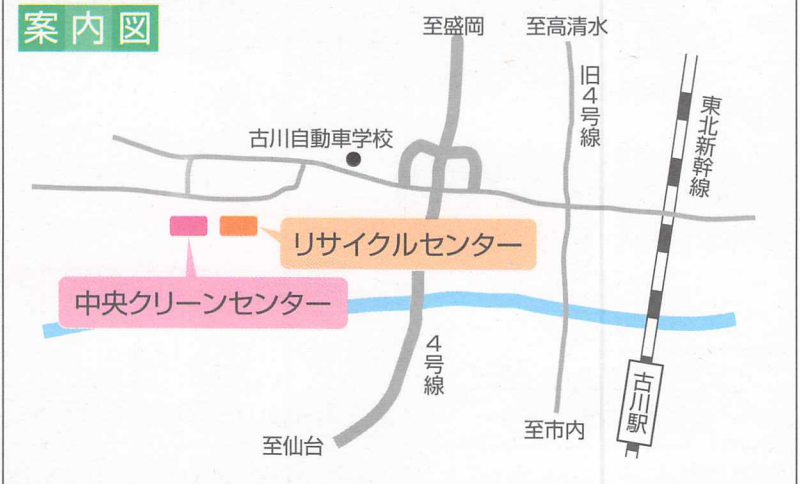 案内図
至盛岡
至高清水
旧4号線
東北新幹線
古川自動車学校
リサイクルセンター
中央クリーンセンター
4号線
古川駅
至仙台
至市内